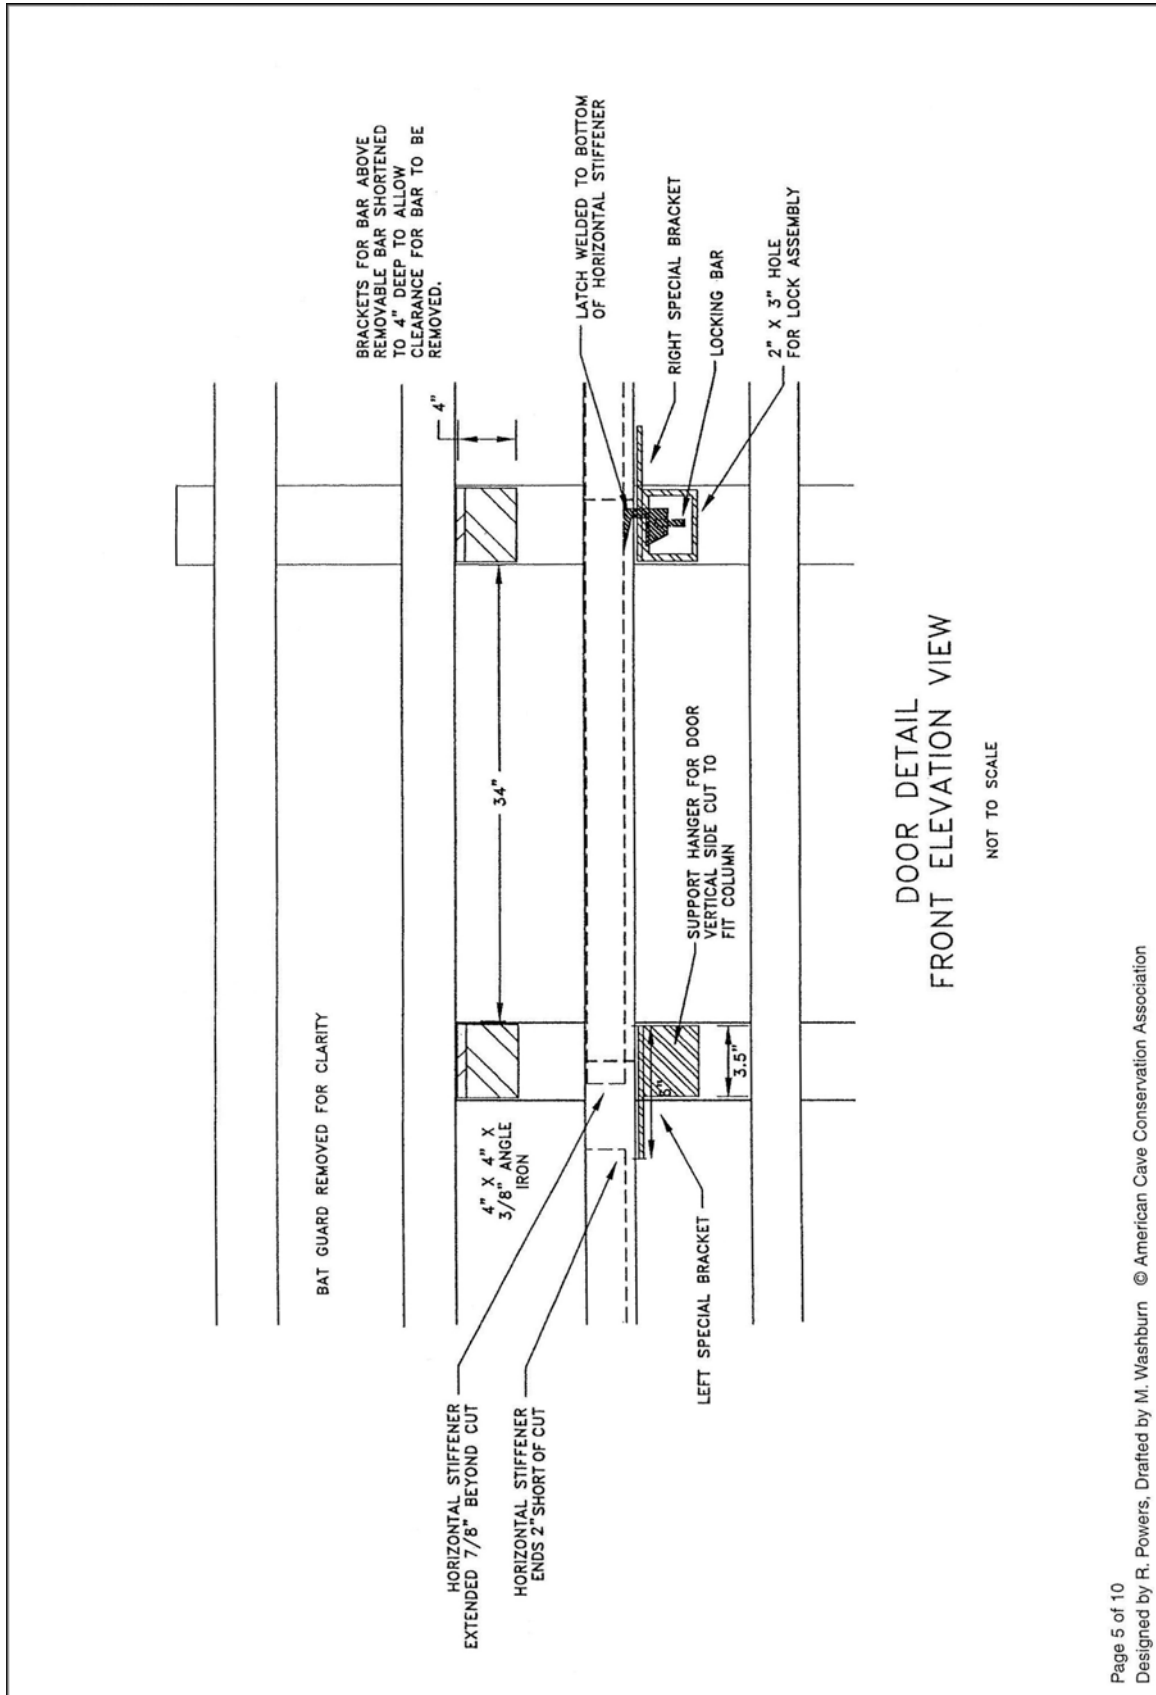 BRACKETS FOR BAR ABOVE
REMOVABLE BAR SHORTENED
TO 4" DEEP TO ALLOW
CLEARANCE FOR BAR TO BE
REMOVED.
BAT GUARD REMOVED FOR CLARITY
4"
4" X 4" X
3/8" ANGLE
IRON
34"
LATCH WELDED TO BOTTOM
OF HORIZONTAL STIFFENER
HORIZONTAL STIFFENER
EXTENDED 7/8" BEYOND CUT
HORIZONTAL STIFFENER
ENDS 2" SHORT OF CUT
RIGHT SPECIAL BRACKET
LOCKING BAR
2" X 3" HOLE
FOR LOCK ASSEMBLY
SUPPORT HANGER FOR DOOR
VERTICAL SIDE CUT TO
FIT COLUMN
LEFT SPECIAL BRACKET
3.5"
DOOR DETAIL
FRONT ELEVATION VIEW
NOT TO SCALE
Page 5 of 10
Designed by R. Powers, Drafted by M. Washburn © American Cave Conservation Association